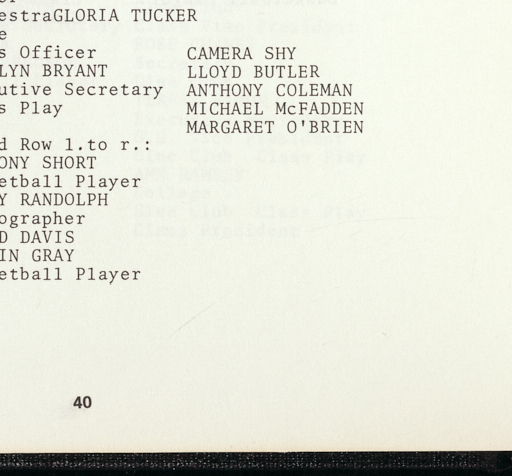 estraGLORIA TUCKER
e
s Officer
LYN BRYANT
utive Secretary
s Play
d Row l.to r.:
ONY SHORT
etball Player
Y RANDOLPH
ographer
D DAVIS
IN GRAY
etball Player
CAMERA SHY
LLOYD BUTLER
ANTHONY COLEMAN
MICHAEL McFADDEN
MARGARET O'BRIEN
40